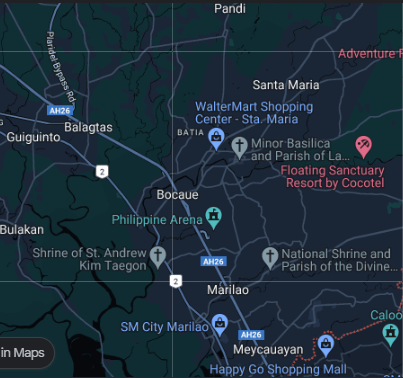 Pandi
Plaridel Bypass Rd
Adventure
Santa Maria
AH26
WalterMart Shopping
Center - Sta. Maria
Balagtas
BATIA
Guiguinto
Minor Basilica
and Parish of La...
2
Floating Sanctuary
Resort by Cocotel
Bocaue
Philippine Arena
Bulakan
Shrine of St. Andrew
Kim Taegon
AH26
National Shrine and
Parish of the Divine...
2
Marilao
SM City Marilao
AH26
Caloo
in Maps
Meycauayan
Happy Go Shopping Mall